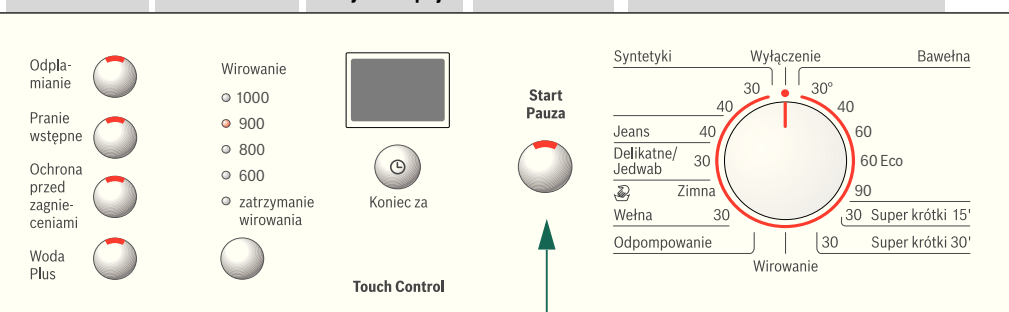 Odpla-
mianie
Pranie
wstępne
Ochrona
przed
zagnie-
ceniami
Woda
Plus
Wirowanie
1000
900
800
600
zatrzymanie
wirowania
Koniec za
Touch Control
Start
Pauza
Syntetyki
Wyłączenie
Bawełna
30
30°
40
40
Jeans 40
60
Delikatne/
Jedwab
30
60 Eco
Zimna
90
Wełna 30
30 Super krótki 15'
Odpompowanie
30 Super krótki 30'
Wirowanie